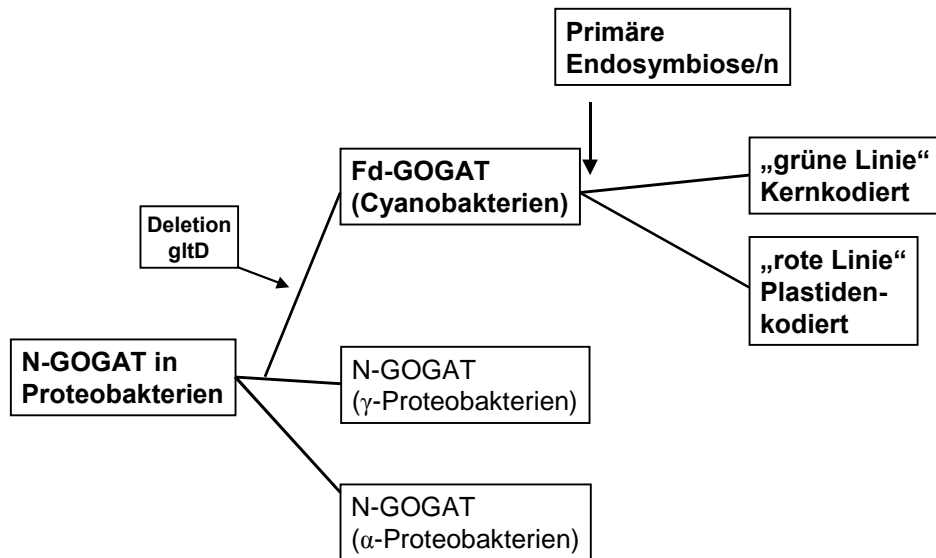 Primäre
Endosymbiose/n
Fd-GOGAT
(Cyanobakterien)
„grüne Linie“
Kernkodiert
Deletion
gltD
„rote Linie“
Plastiden-
kodiert
N-GOGAT in
Proteobakterien
N-GOGAT
(γ-Proteobakterien)
N-GOGAT
(α-Proteobakterien)